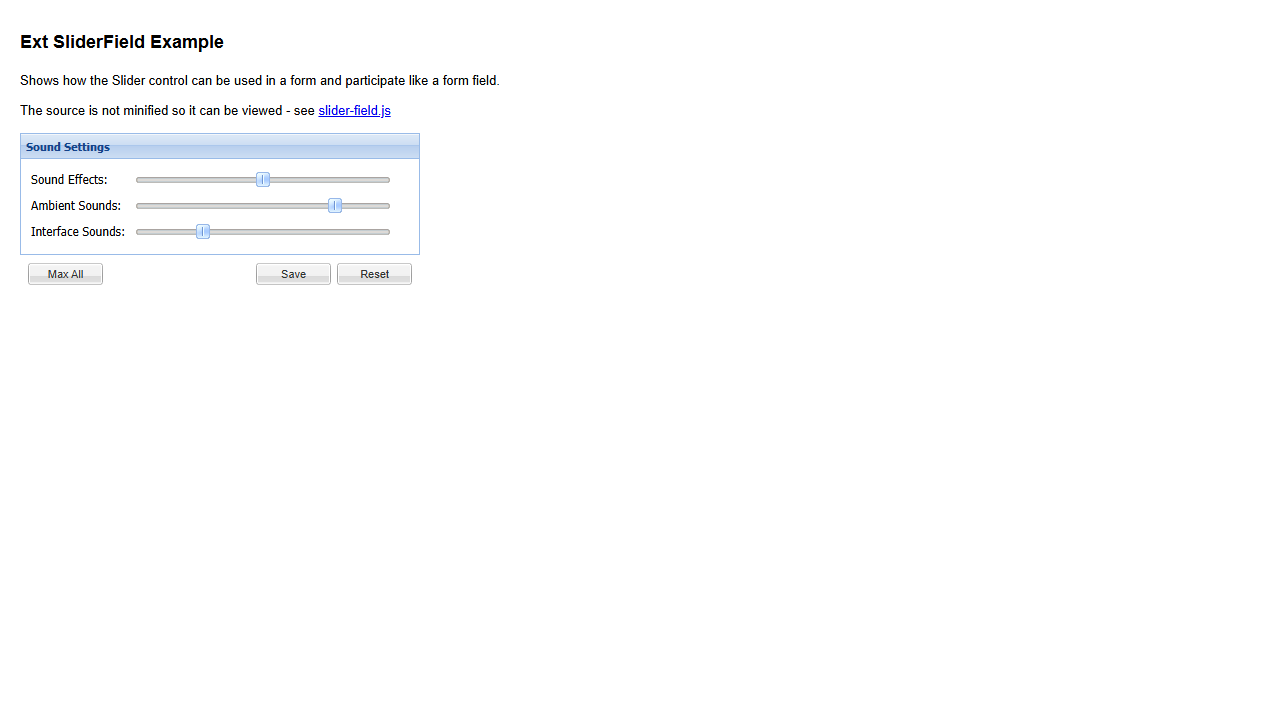 Ext SliderField Example
Shows how the Slider control can be used in a form and participate like a form field.
The source is not minified so it can be viewed - see slider-field.js
Sound Settings
Sound Effects:
Ambient Sounds:
Interface Sounds:
Max All Save Reset